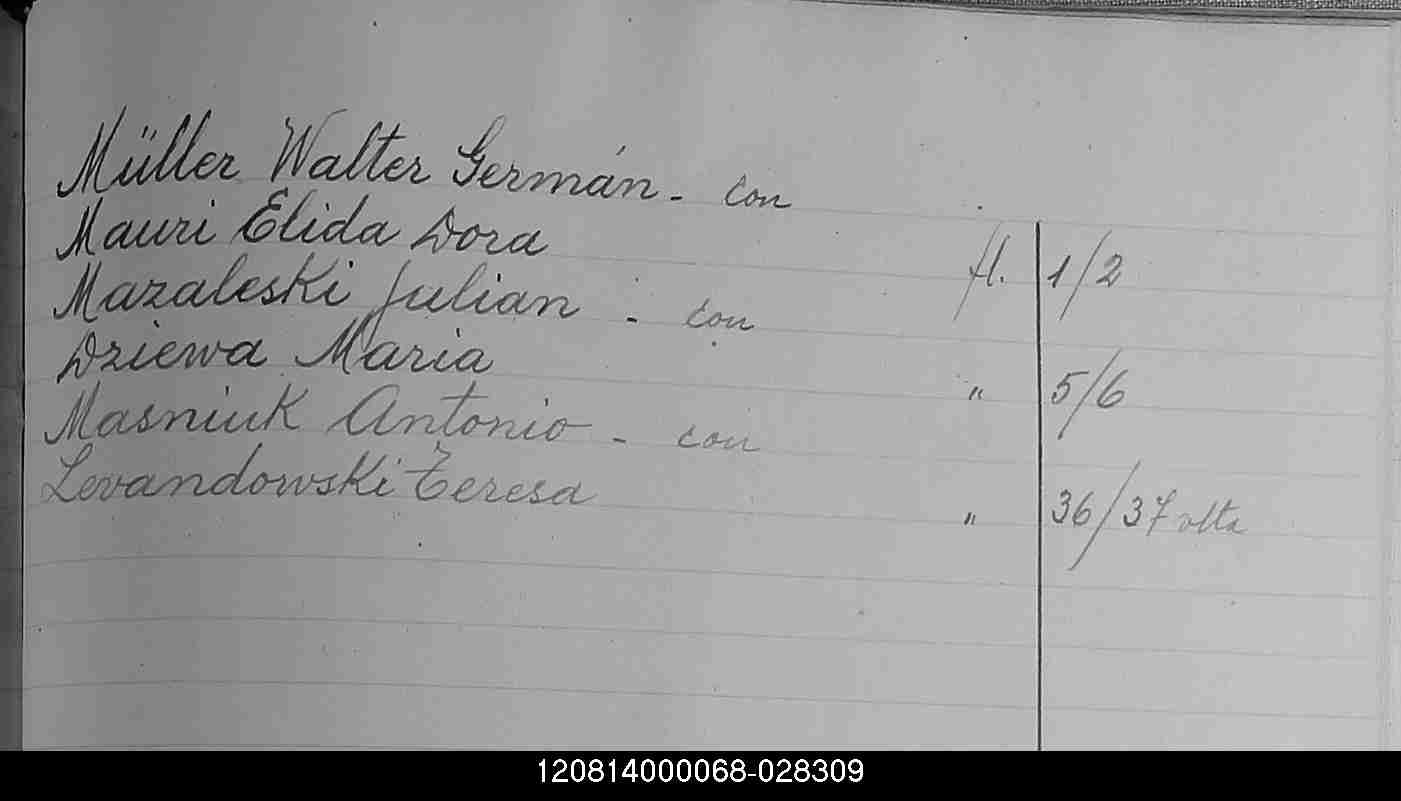 Müller Walter Germán - con
Mauri Elida Dora fl. 1/2
Mazaleski Julian - con
Dziewa Maria " 5/6
Masniuk Antonio - con
Levandowski Teresa " 36/37 vlta
120814000068-028309